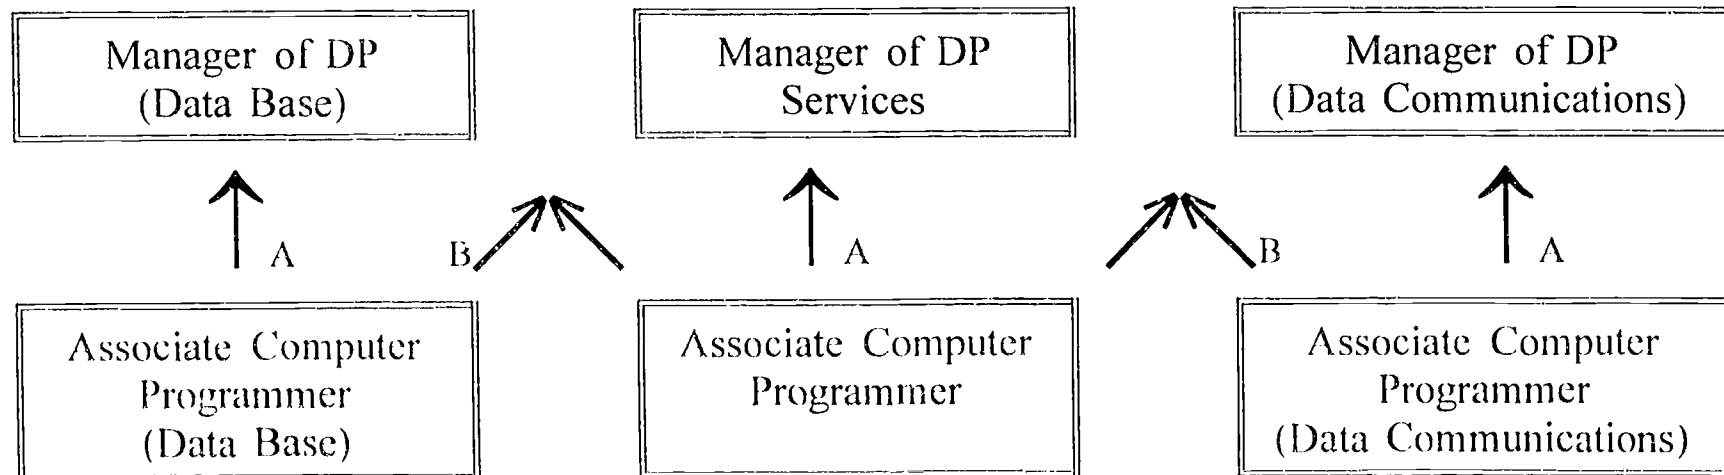 Manager of DP
(Data Base)
Manager of DP
Services
Manager of DP
(Data Communications)
A
B
A
B
A
Associate Computer
Programmer
(Data Base)
Associate Computer
Programmer
Associate Computer
Programmer
(Data Communications)